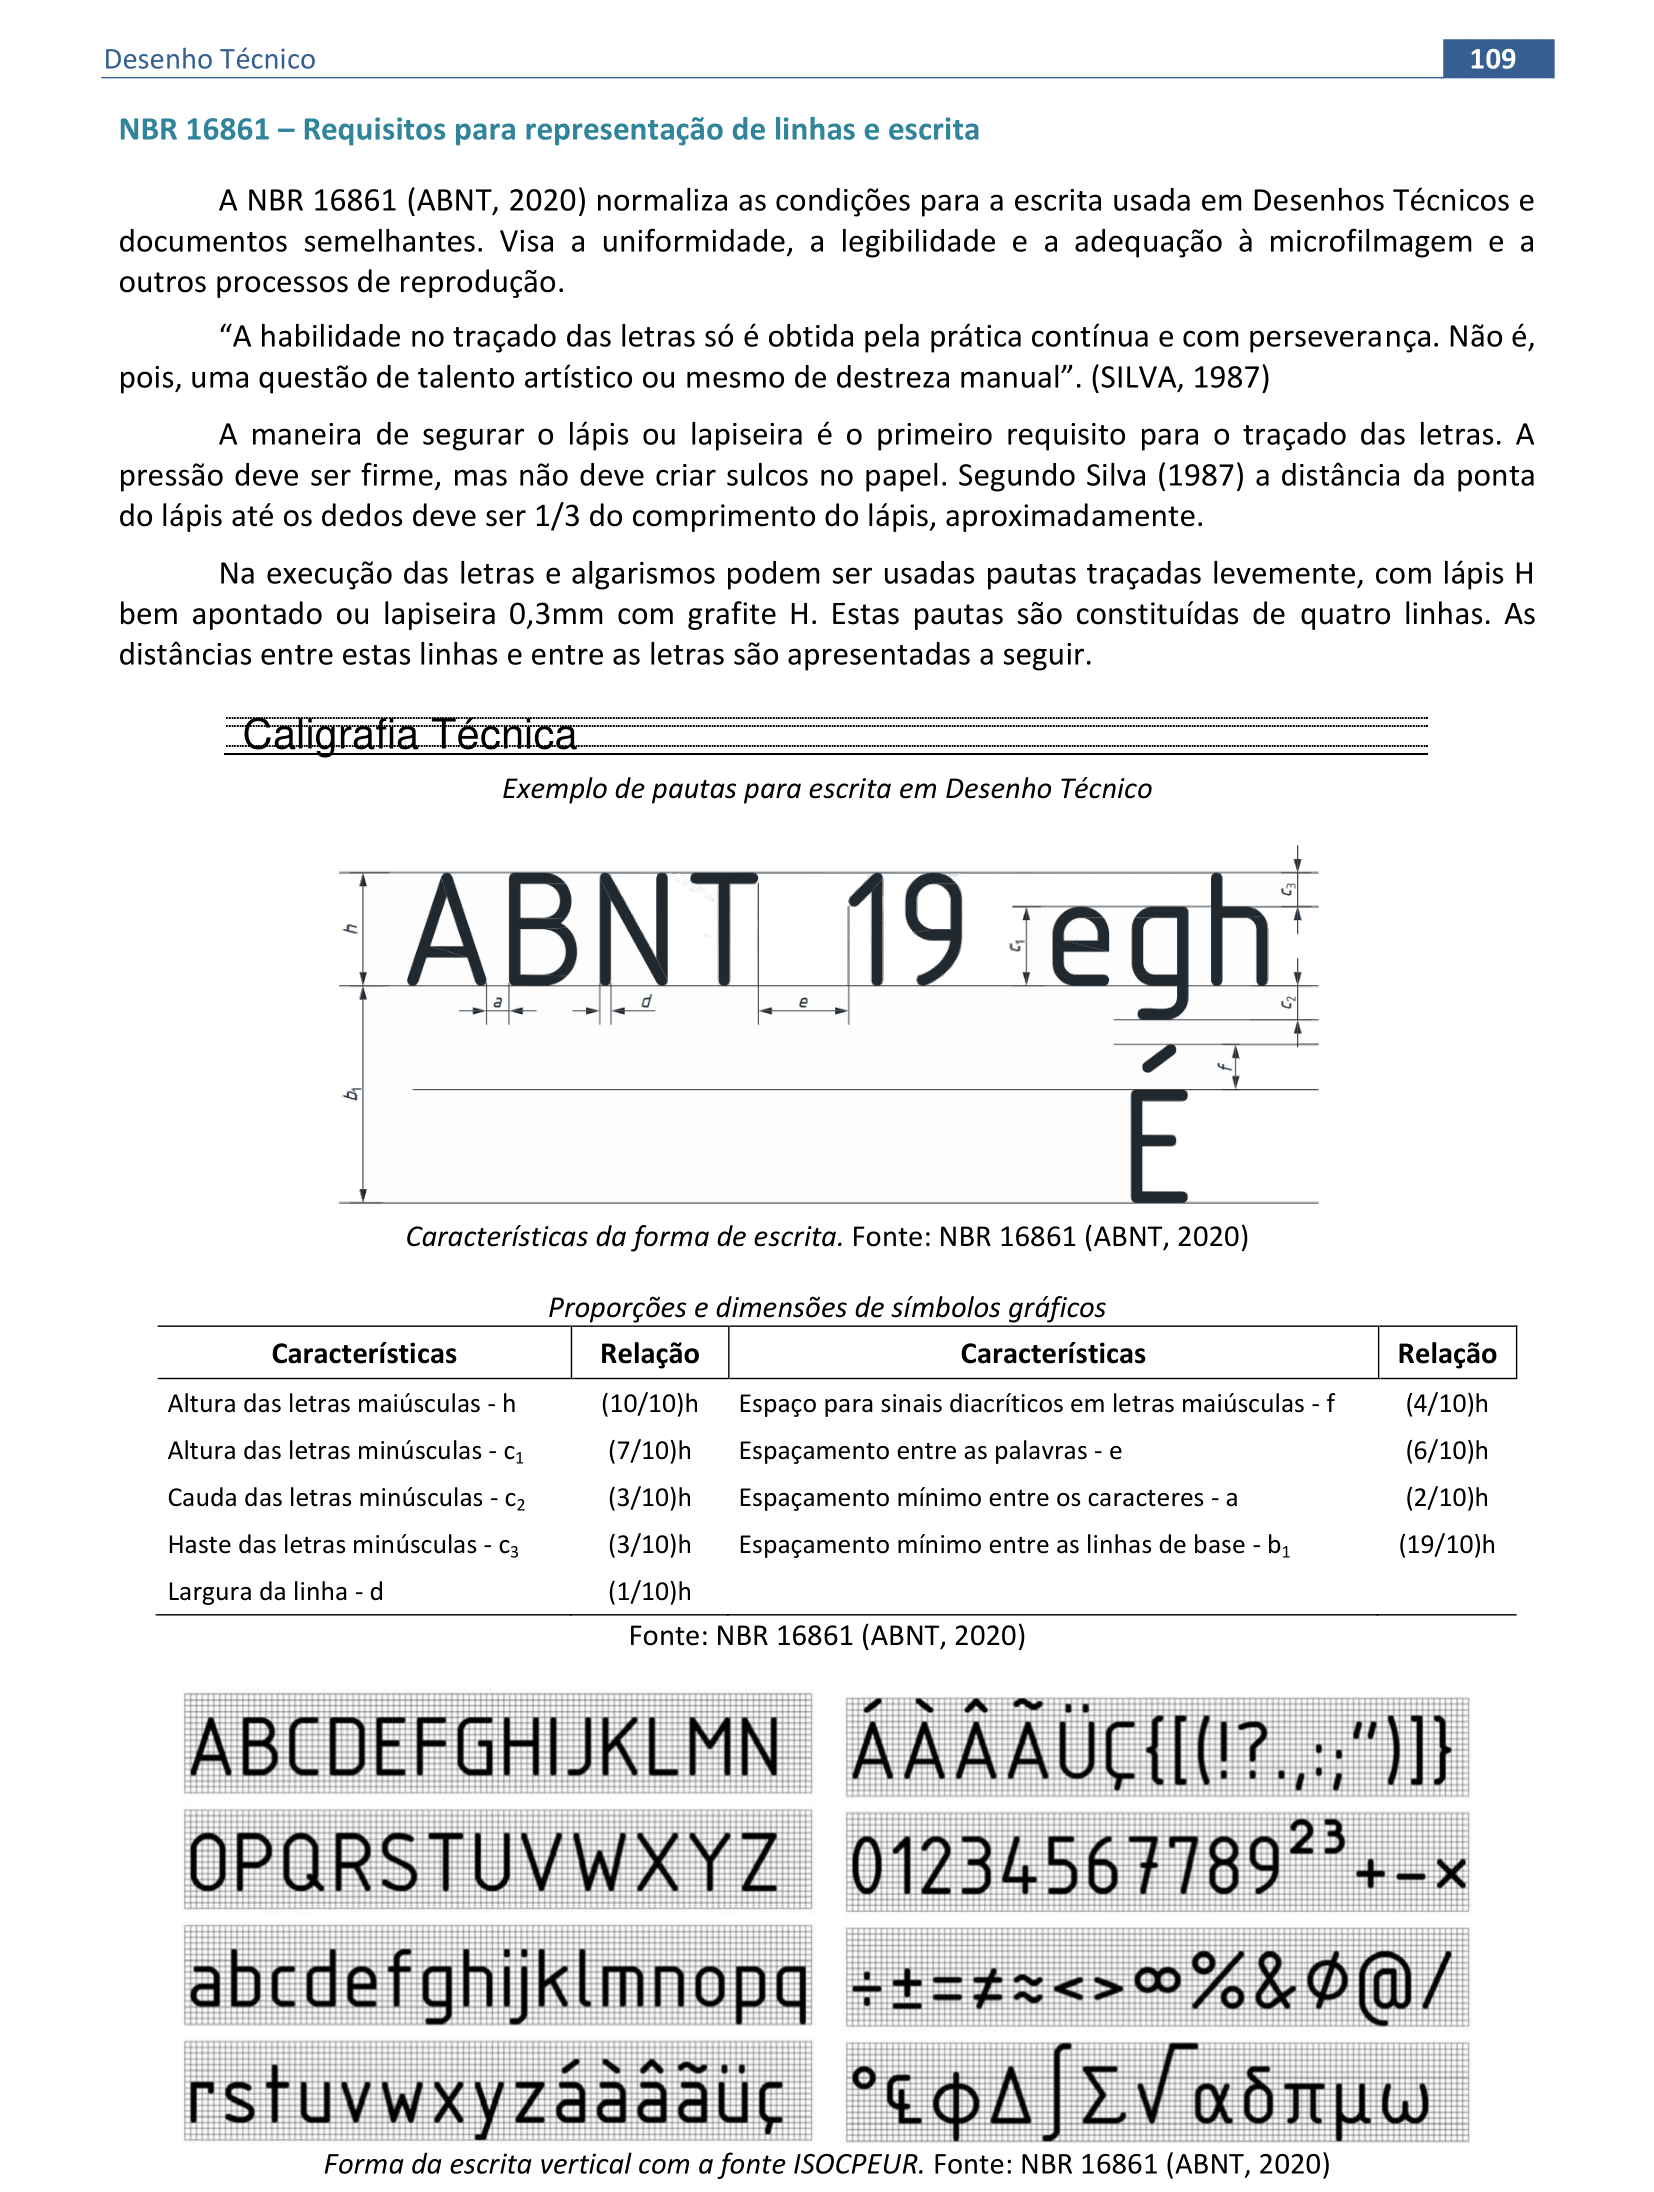 Desenho Técnico
109
NBR 16861 – Requisitos para representação de linhas e escrita
A NBR 16861 (ABNT, 2020) normaliza as condições para a escrita usada em Desenhos Técnicos e
documentos semelhantes. Visa a uniformidade, a legibilidade e a adequação à microfilmagem e a
outros processos de reprodução.
“A habilidade no traçado das letras só é obtida pela prática contínua e com perseverança. Não é,
pois, uma questão de talento artístico ou mesmo de destreza manual”. (SILVA, 1987)
A maneira de segurar o lápis ou lapiseira é o primeiro requisito para o traçado das letras. A
pressão deve ser firme, mas não deve criar sulcos no papel. Segundo Silva (1987) a distância da ponta
do lápis até os dedos deve ser 1/3 do comprimento do lápis, aproximadamente.
Na execução das letras e algarismos podem ser usadas pautas traçadas levemente, com lápis H
bem apontado ou lapiseira 0,3mm com grafite H. Estas pautas são constituídas de quatro linhas. As
distâncias entre estas linhas e entre as letras são apresentadas a seguir.
Caligrafia Técnica
Exemplo de pautas para escrita em Desenho Técnico
h ABNT 19 c₁ egh c₃
a d e c₂
b₁ É f
Características da forma de escrita. Fonte: NBR 16861 (ABNT, 2020)
Proporções e dimensões de símbolos gráficos
Características Relação Características Relação
Altura das letras maiúsculas - h (10/10)h Espaço para sinais diacríticos em letras maiúsculas - f (4/10)h
Altura das letras minúsculas - c₁ (7/10)h Espaçamento entre as palavras - e (6/10)h
Cauda das letras minúsculas - c₂ (3/10)h Espaçamento mínimo entre os caracteres - a (2/10)h
Haste das letras minúsculas - c₃ (3/10)h Espaçamento mínimo entre as linhas de base - b₁ (19/10)h
Largura da linha - d (1/10)h
Fonte: NBR 16861 (ABNT, 2020)
ABCDEFGHIJKLMN
OPQRSTUVWXYZ
abcdefghijklmnopq
rstuvwxyzáàâãüç
ÁÀÂÃÜÇ{[(!?.,:;“)]}
01234567789²³+−×
÷±=≠≈<>∞%&Ø@/
°℄ϕΔ∫Σ√αδπμω
Forma da escrita vertical com a fonte ISOCPEUR. Fonte: NBR 16861 (ABNT, 2020)